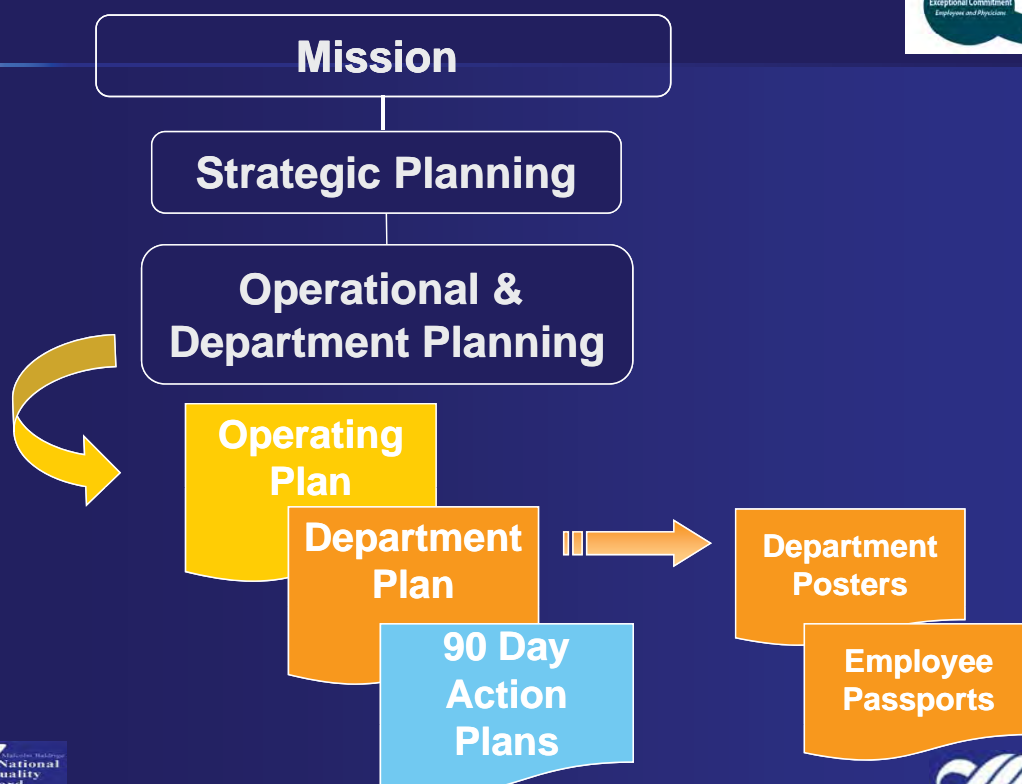 Exceptional Commitment
Employees and Physicians
Mission
Strategic Planning
Operational &
Department Planning
Operating
Plan
Department
Plan
90 Day
Action
Plans
Department
Posters
Employee
Passports
National